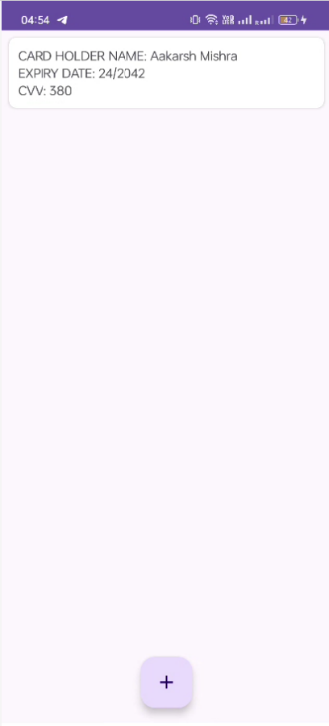 04:54
CARD HOLDER NAME: Aakarsh Mishra
EXPIRY DATE: 24/2042
CVV: 380
+